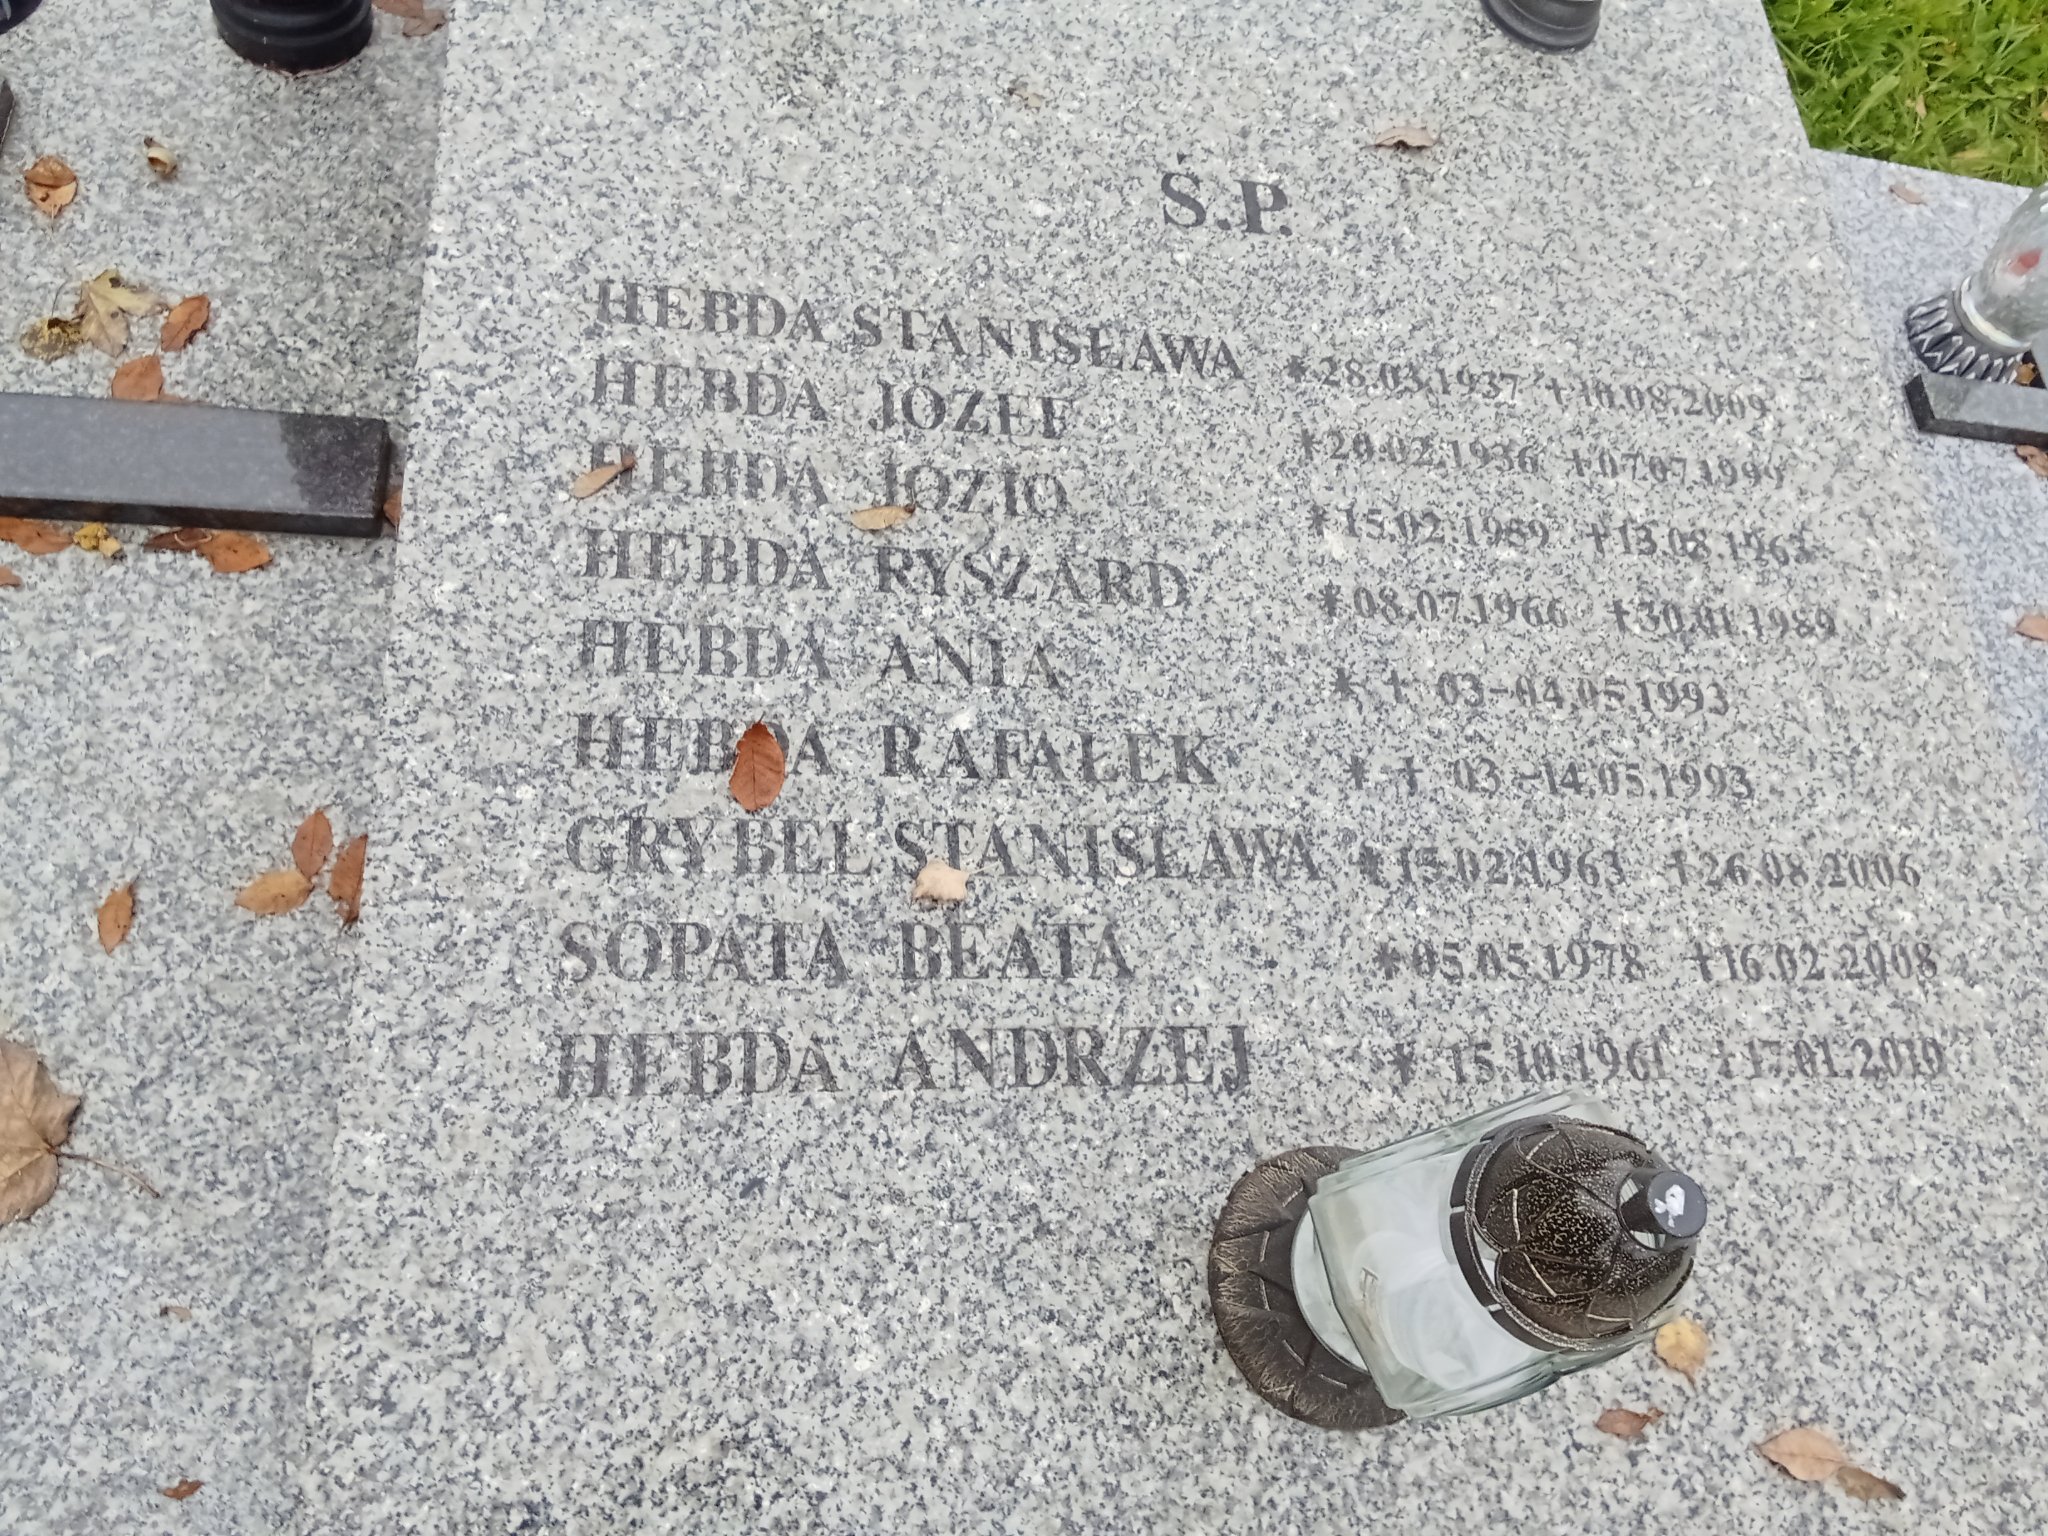 Ś.P.
HEBDA STANISŁAWA *28.03.1937 +10.08.2009
HEBDA JÓZEF *20.02.1936 +07.07.1999
HEBDA JÓZIO *15.02.1959 +13.08.1963
HEBDA RYSZARD *08.07.1966 +30.01.1989
HEBDA ANIA * + 03-04.05.1993
HEBDA RAFAŁEK * + 03-14.05.1993
GRYBEL STANISŁAWA *15.02.1963 +26.08.2006
SOPATA BEATA *05.05.1978 +16.02.2008
HEBDA ANDRZEJ * 15.10.1961 +17.01.2010